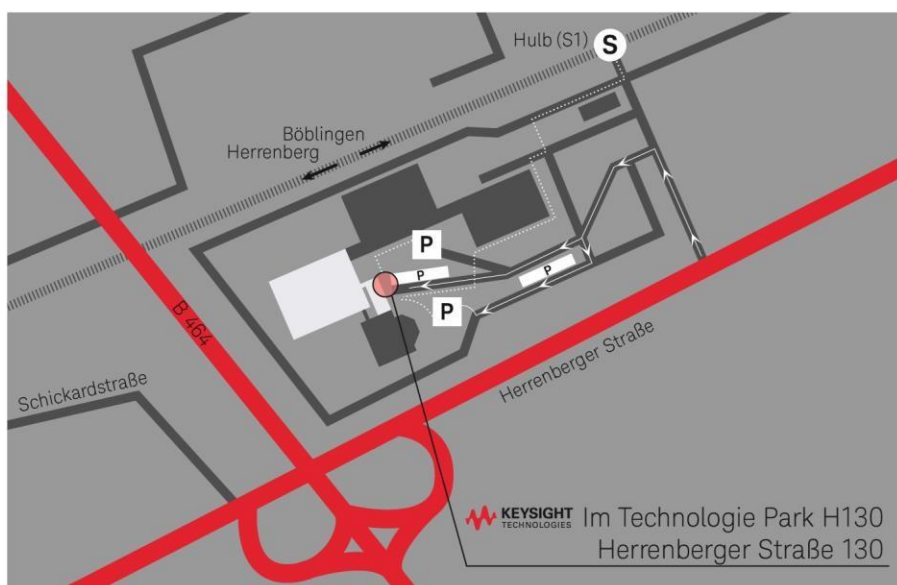 Hulb (S1)
S
Böblingen
Herrenberg
P
P
P
P
B 464
Schickardstraße
Herrenberger Straße
KEYSIGHT
TECHNOLOGIES
Im Technologie Park H130
Herrenberger Straße 130